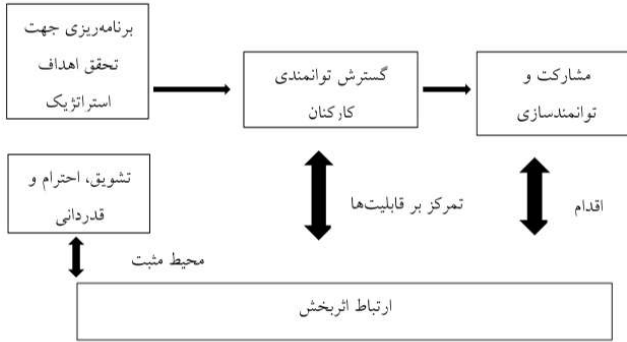 برنامه‌ریزی جهت
تحقق اهداف
استراتژیک
گسترش توانمندی
کارکنان
مشارکت و
توانمندسازی
تشویق، احترام و
قدردانی
تمرکز بر قابلیت‌ها
اقدام
محیط مثبت
ارتباط اثربخش